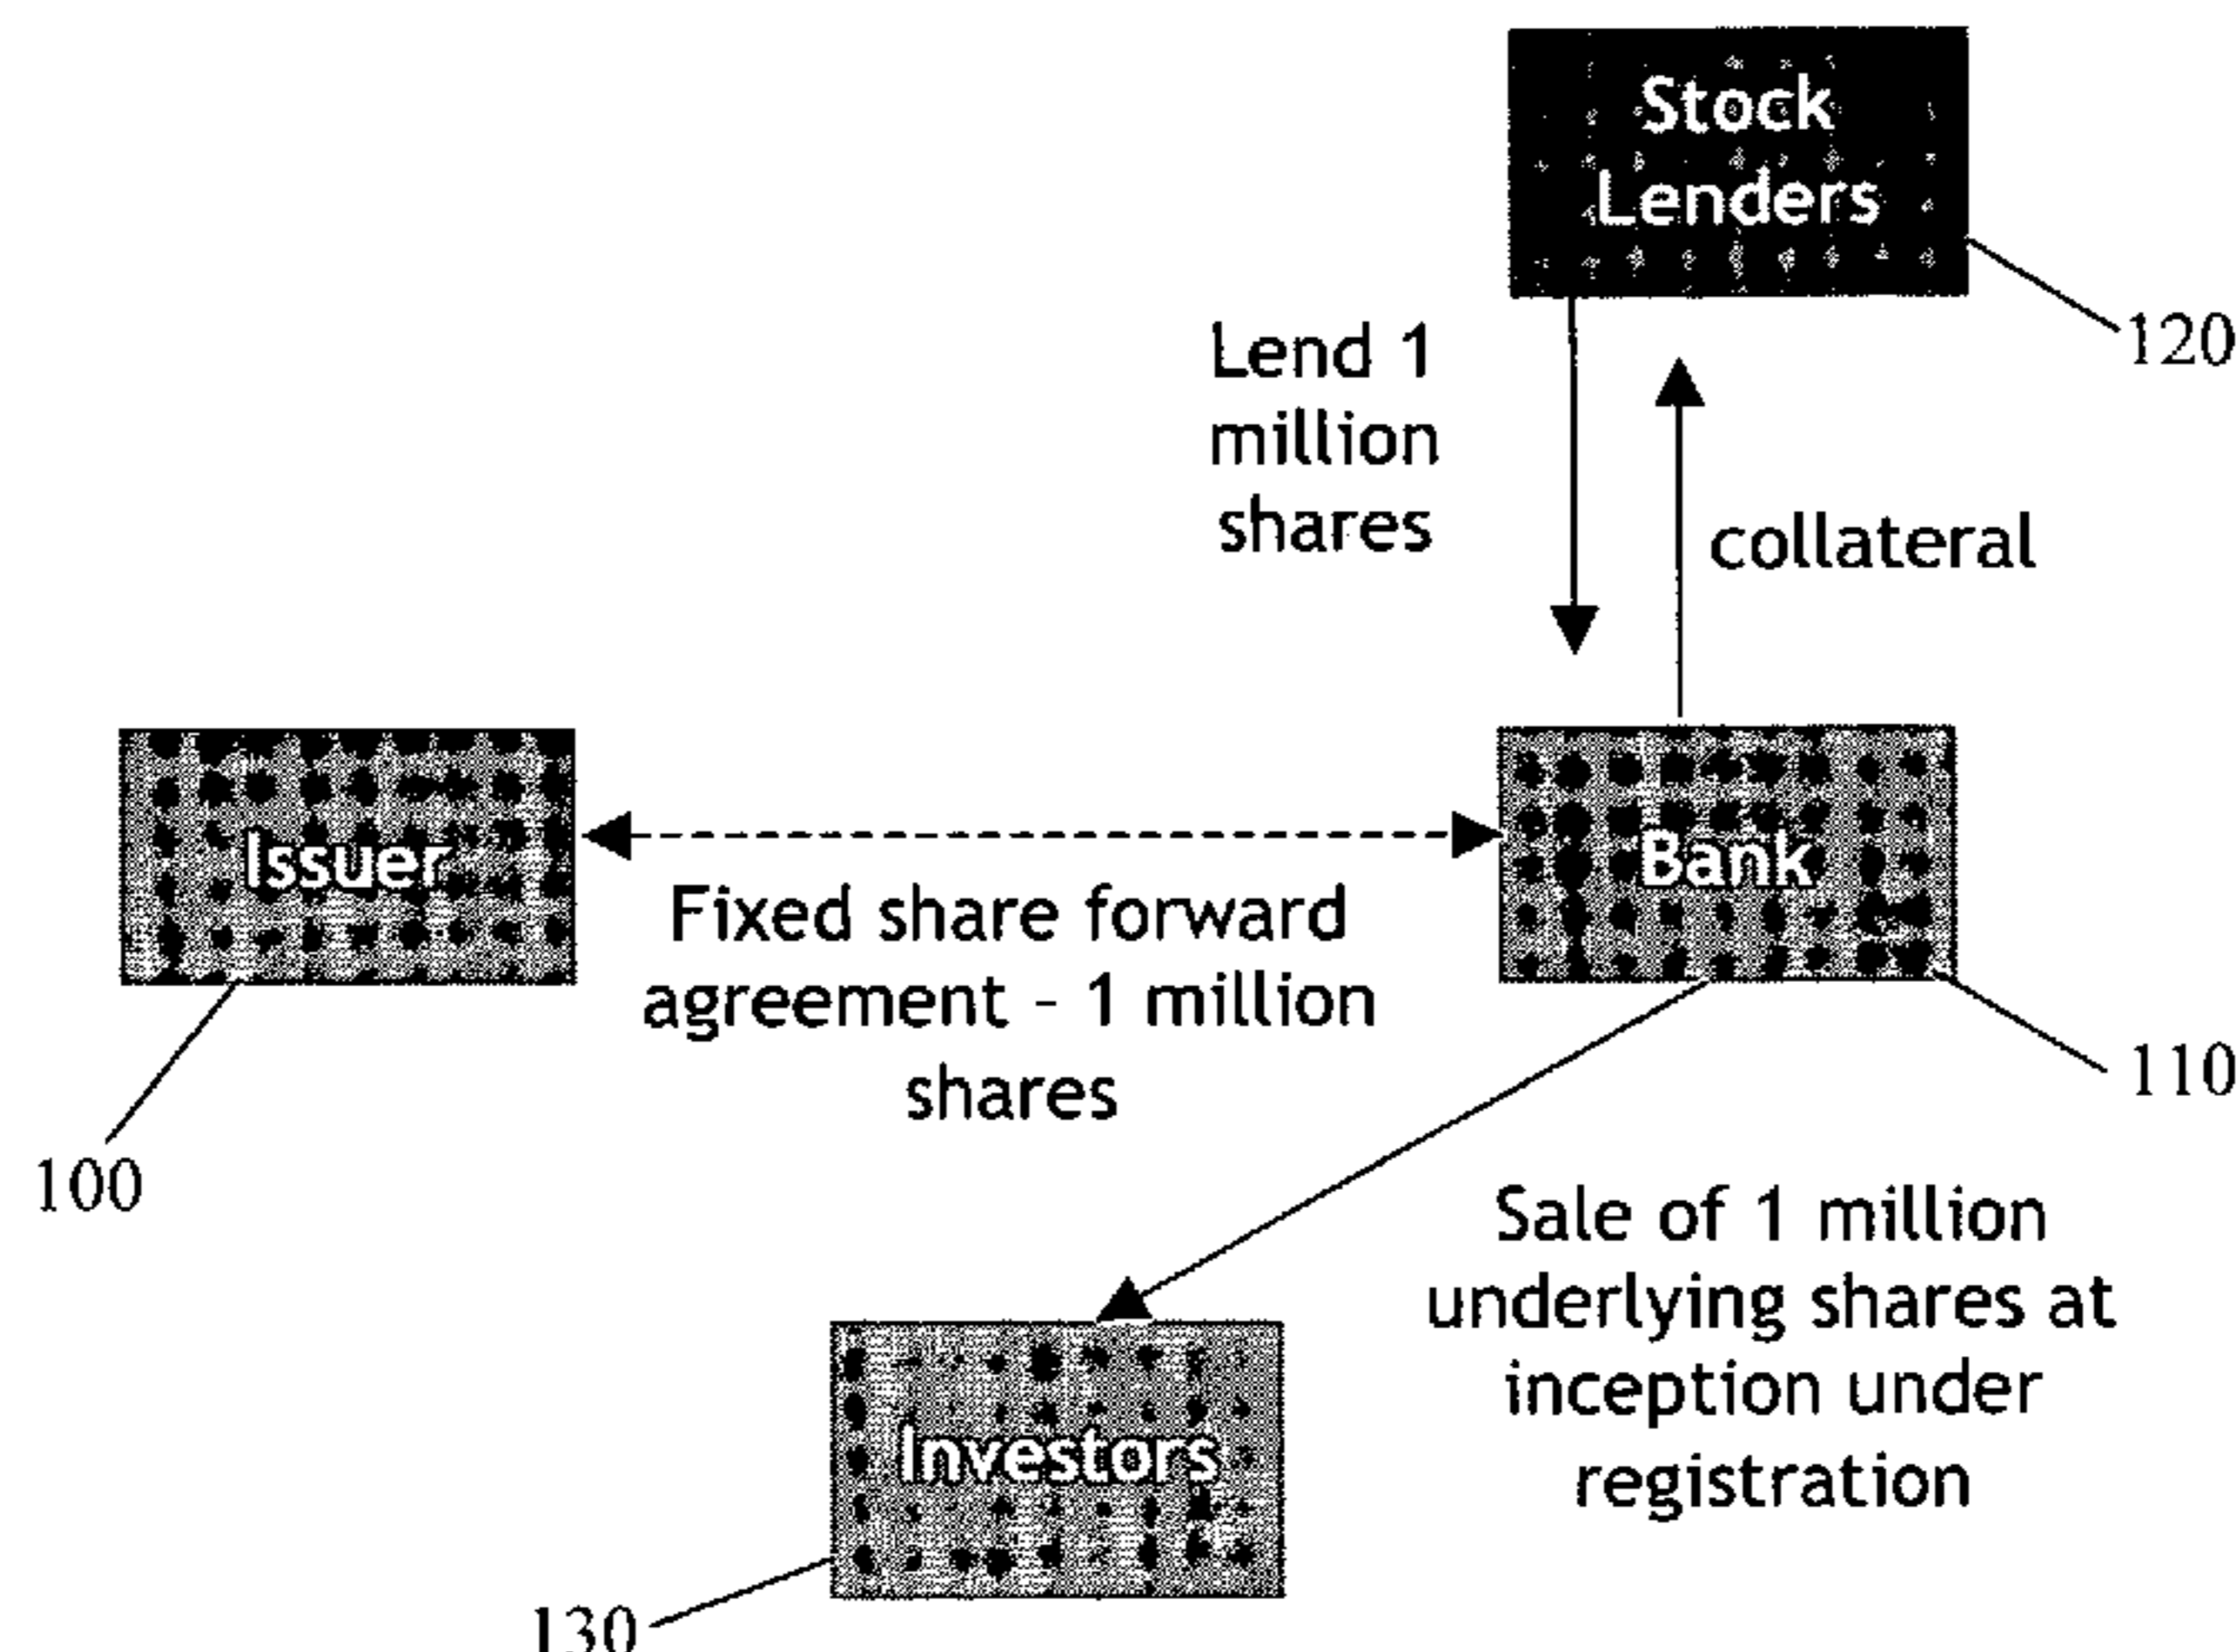 Stock
Lenders
120
Lend 1
million
shares
collateral
Issuer
Bank
Fixed share forward
agreement – 1 million
shares
110
100
Sale of 1 million
underlying shares at
inception under
registration
Investors
130